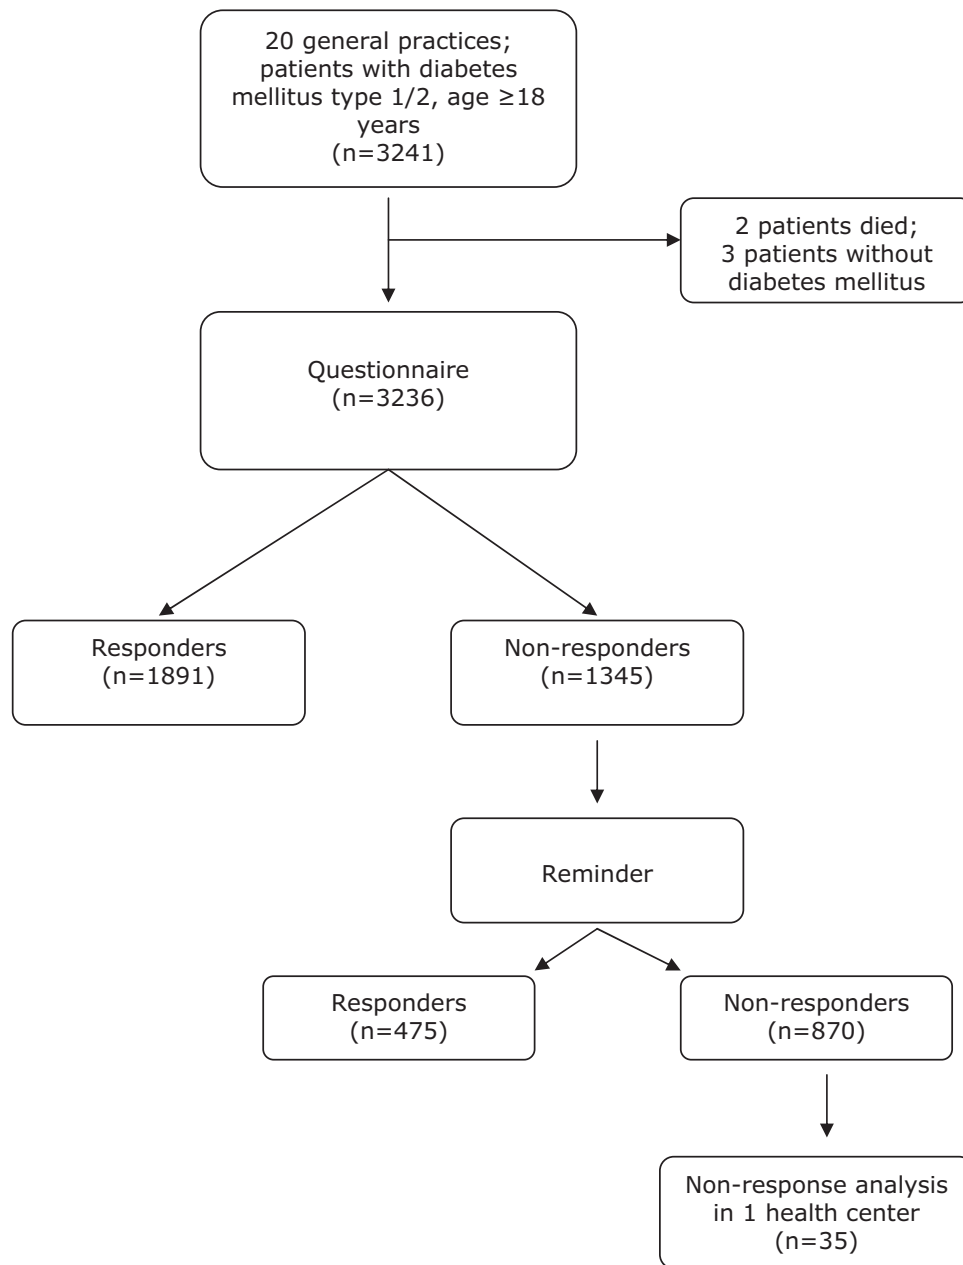 20 general practices;
patients with diabetes
mellitus type 1/2, age ≥18
years
(n=3241)
2 patients died;
3 patients without
diabetes mellitus
Questionnaire
(n=3236)
Responders
(n=1891)
Non-responders
(n=1345)
Reminder
Responders
(n=475)
Non-responders
(n=870)
Non-response analysis
in 1 health center
(n=35)